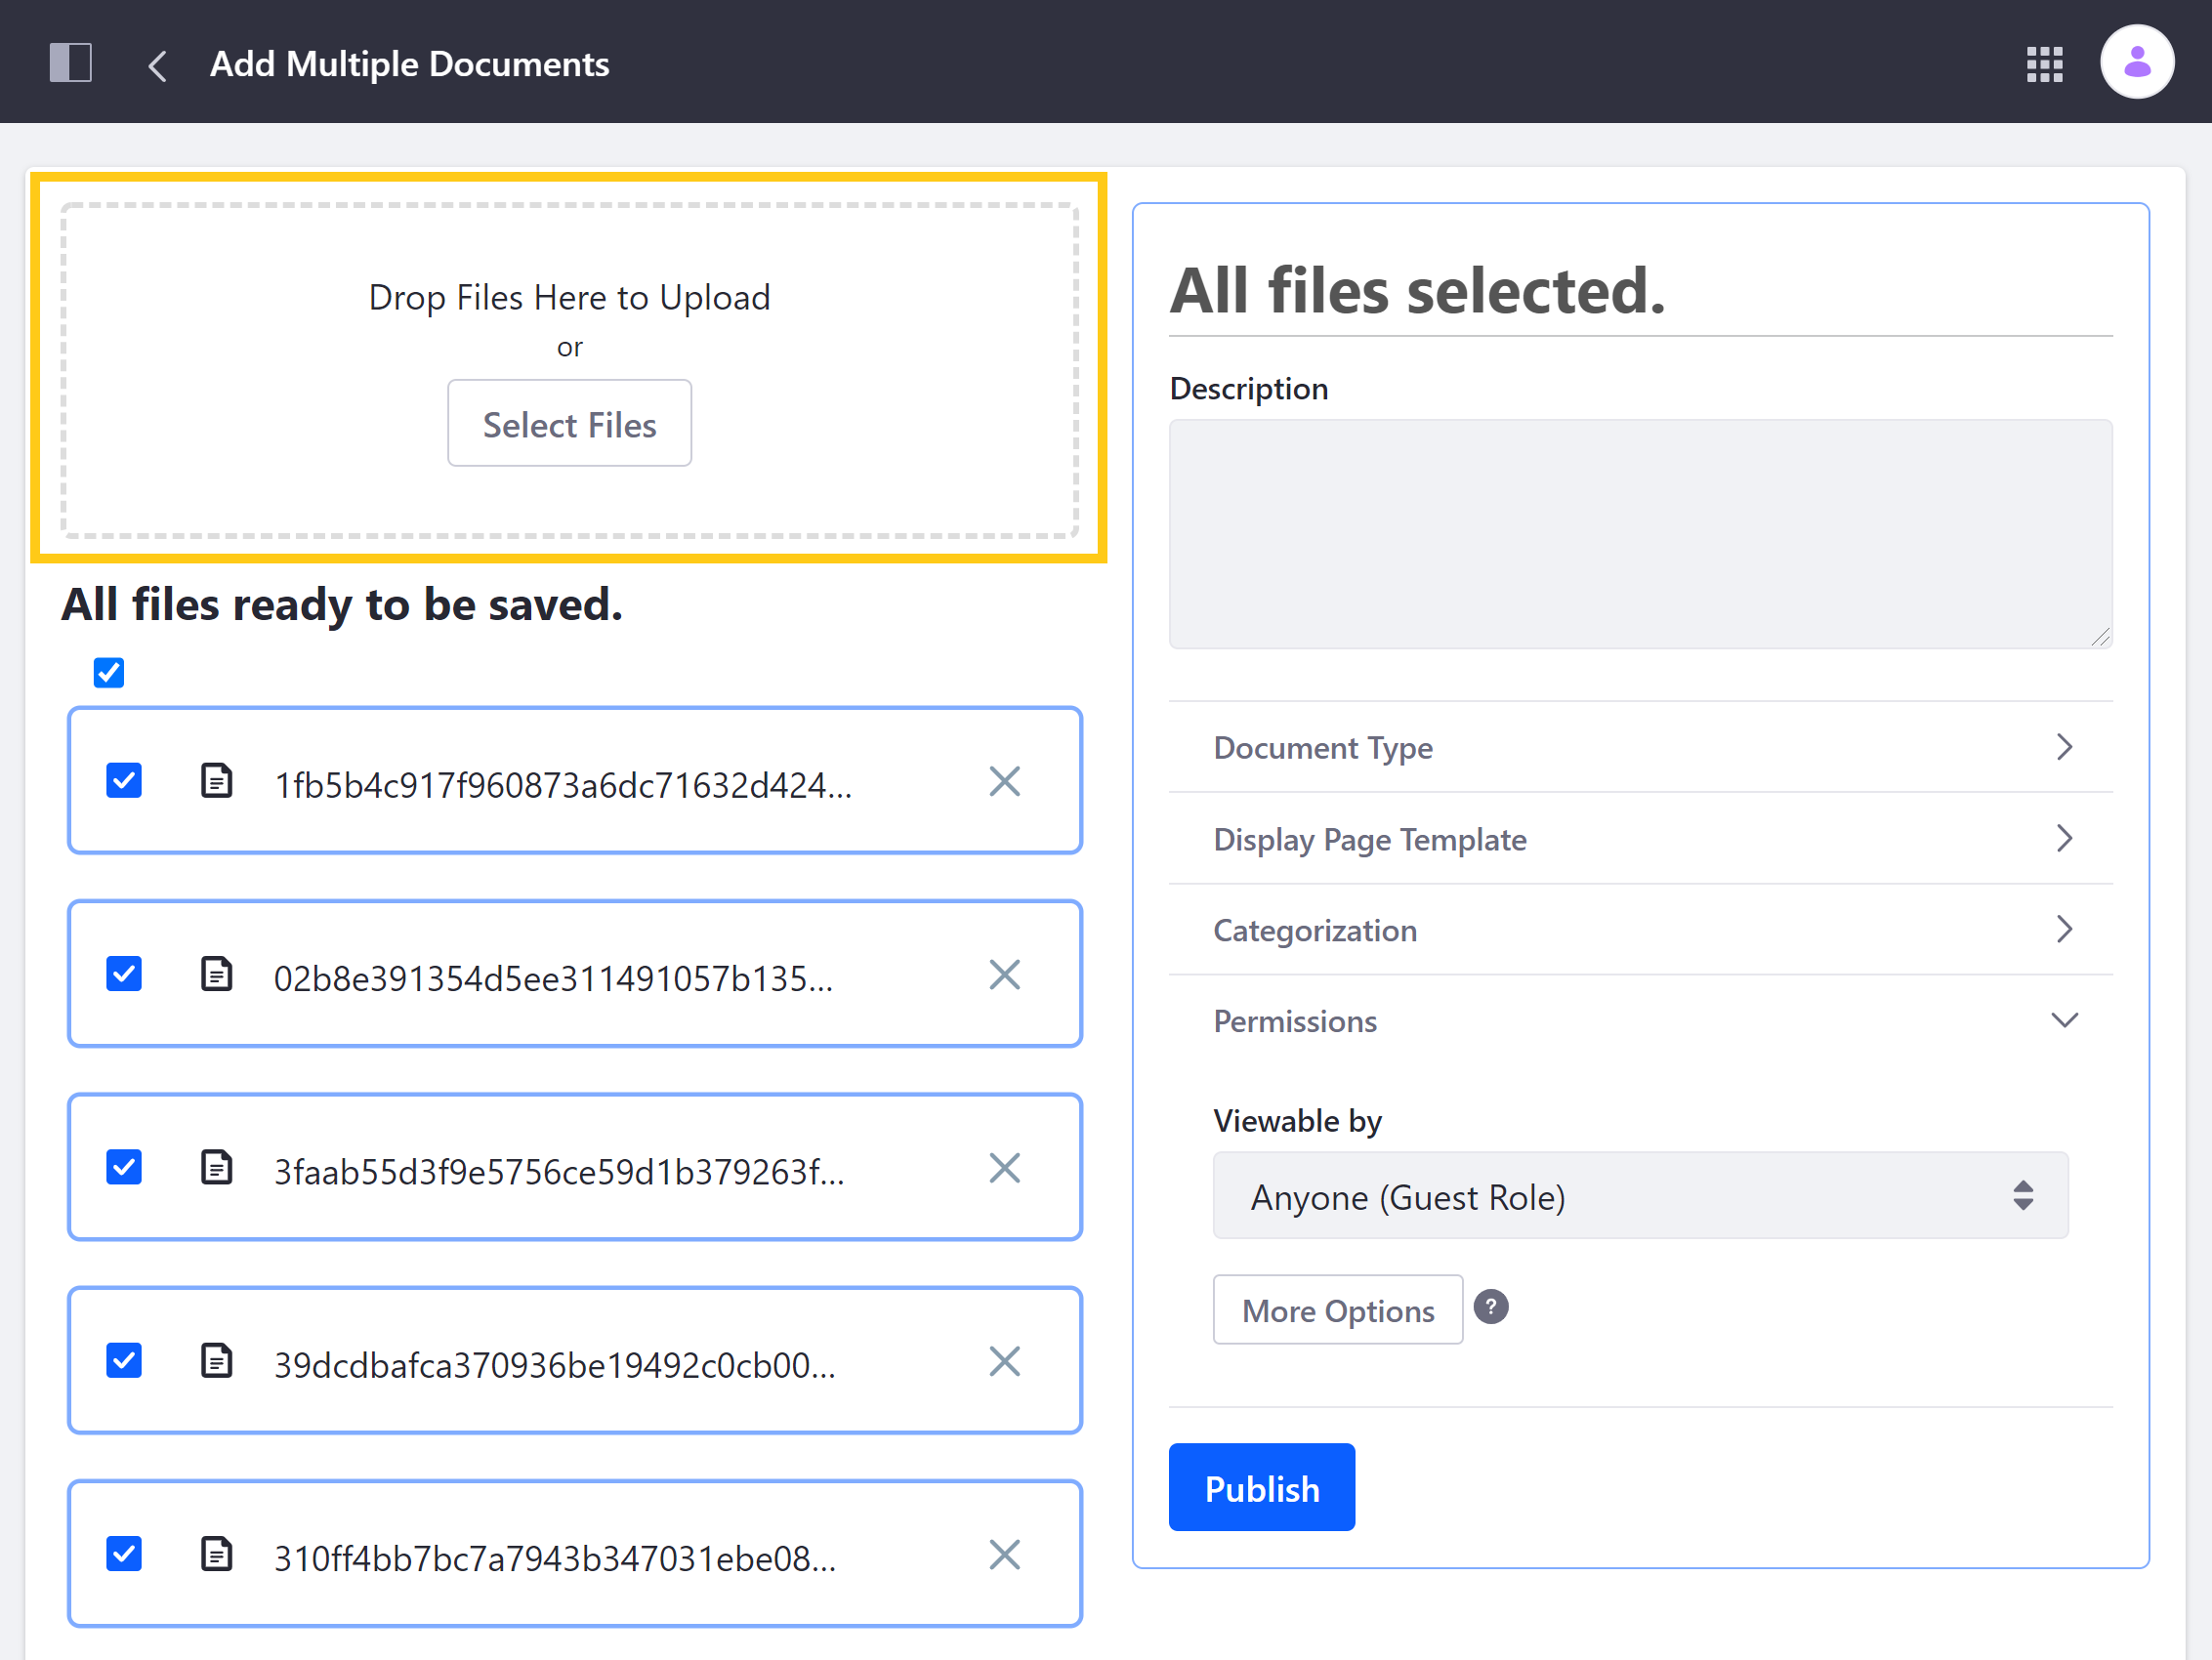 Add Multiple Documents
Drop Files Here to Upload
or
Select Files
All files ready to be saved.
1fb5b4c917f960873a6dc71632d424...
02b8e391354d5ee311491057b135...
3faab55d3f9e5756ce59d1b379263f...
39dcdbafca370936be19492c0cb00...
310ff4bb7bc7a7943b347031ebe08...
All files selected.
Description
Document Type
Display Page Template
Categorization
Permissions
Viewable by
Anyone (Guest Role)
More Options ?
Publish